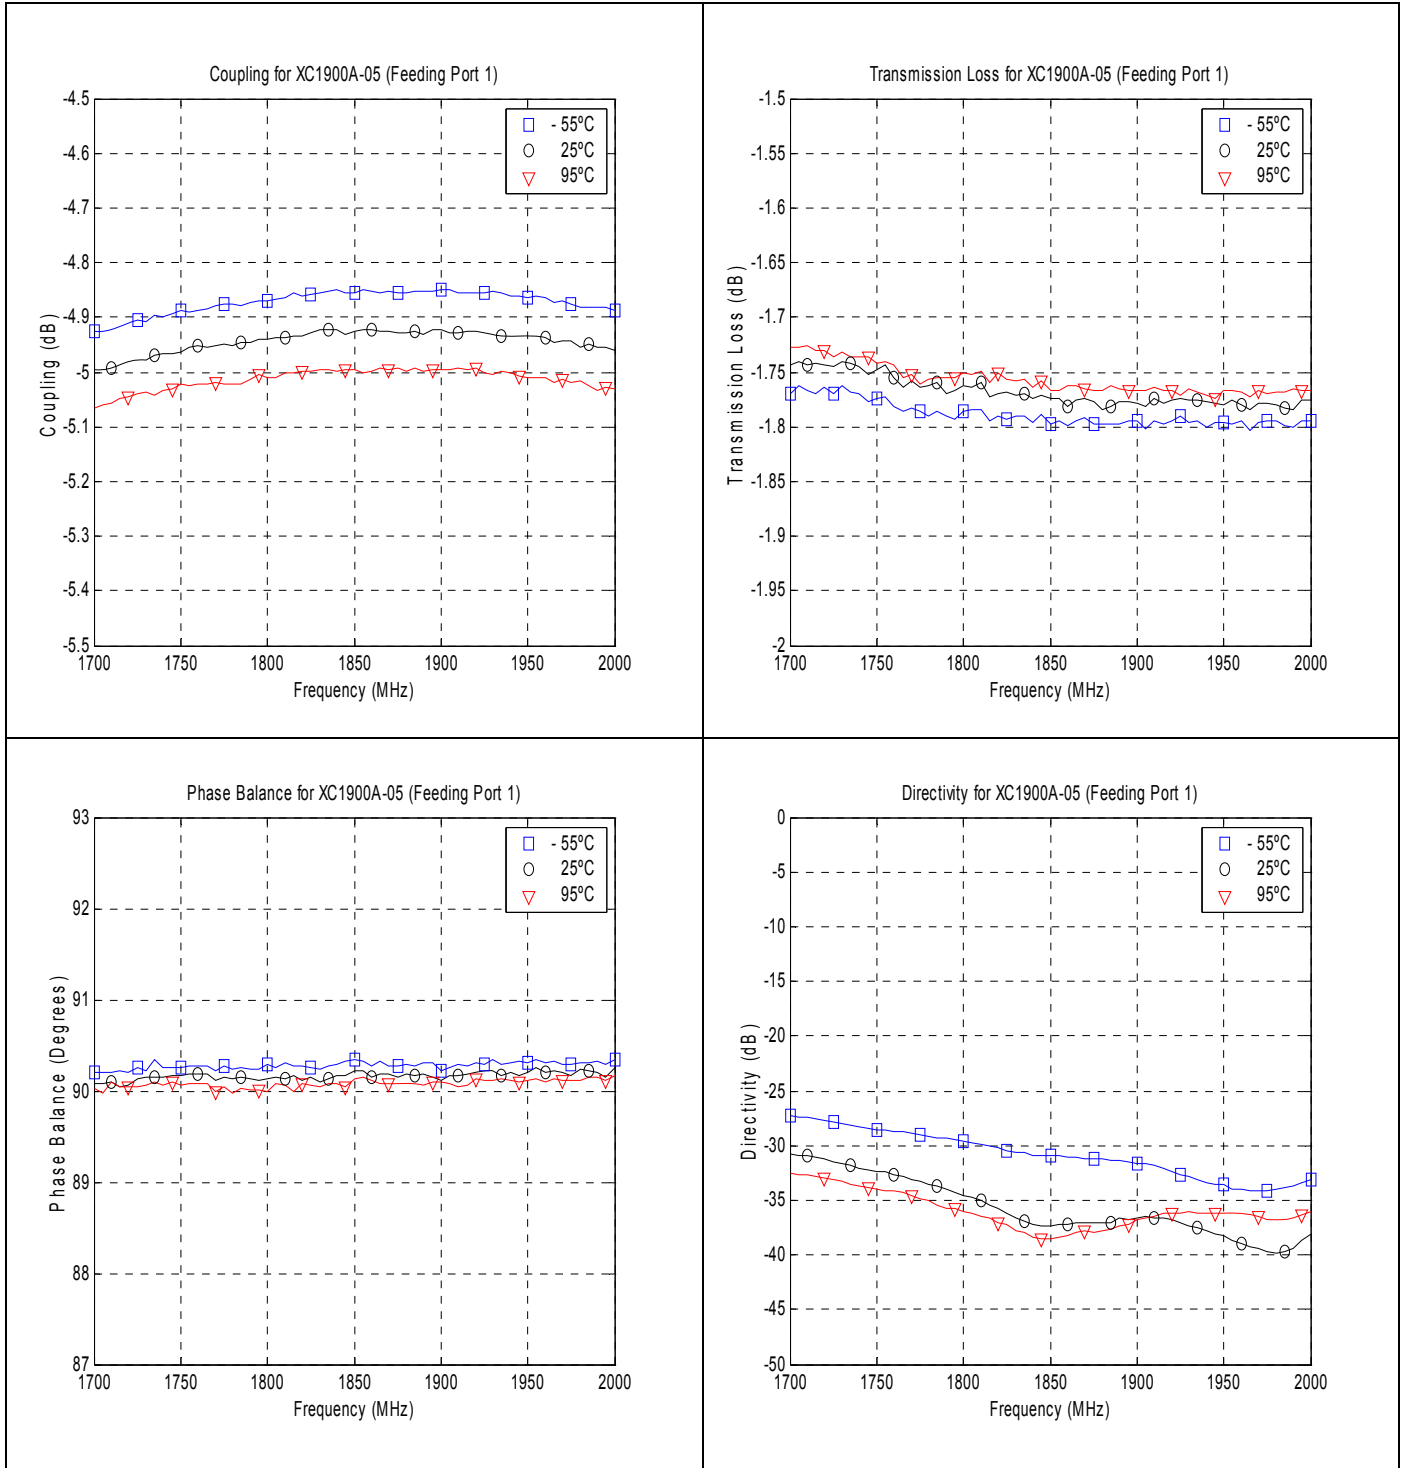 Coupling for XC1900A-05 (Feeding Port 1)
-4.5
-4.6
-4.7
-4.8
-4.9
-5
-5.1
-5.2
-5.3
-5.4
-5.5
Coupling (dB)
- 55ºC
25ºC
95ºC
1700 1750 1800 1850 1900 1950 2000
Frequency (MHz)
Transmission Loss for XC1900A-05 (Feeding Port 1)
-1.5
-1.55
-1.6
-1.65
-1.7
-1.75
-1.8
-1.85
-1.9
-1.95
-2
Transmission Loss (dB)
- 55ºC
25ºC
95ºC
1700 1750 1800 1850 1900 1950 2000
Frequency (MHz)
Phase Balance for XC1900A-05 (Feeding Port 1)
93
92
91
90
89
88
87
Phase Balance (Degrees)
- 55ºC
25ºC
95ºC
1700 1750 1800 1850 1900 1950 2000
Frequency (MHz)
Directivity for XC1900A-05 (Feeding Port 1)
0
-5
-10
-15
-20
-25
-30
-35
-40
-45
-50
Directivity (dB)
- 55ºC
25ºC
95ºC
1700 1750 1800 1850 1900 1950 2000
Frequency (MHz)